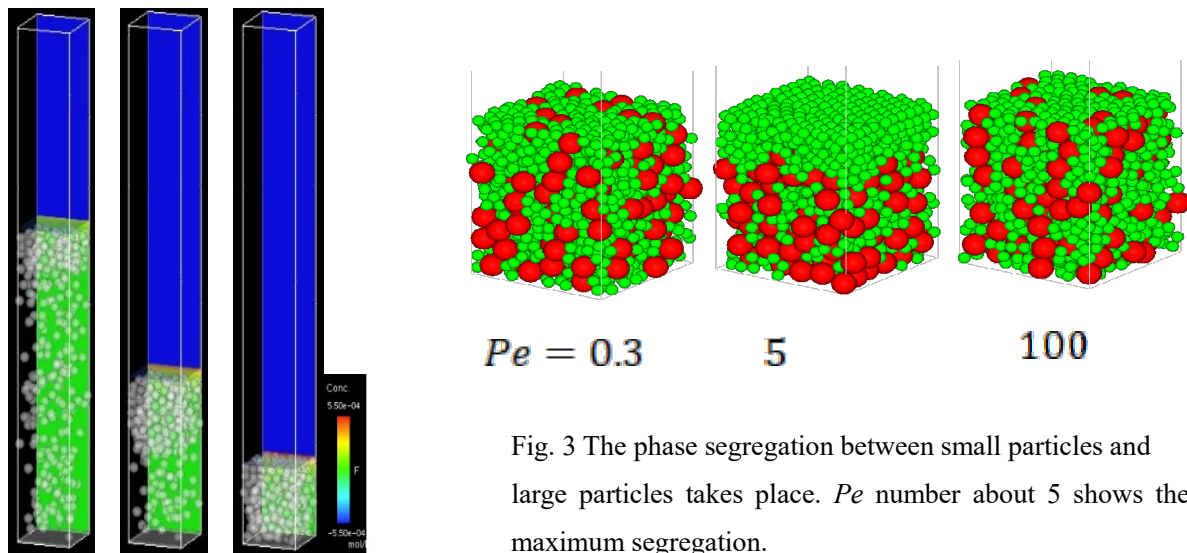 Conc.
5.50e-04
F
-5.50e-04
mol/
Pe = 0.3
5
100
Fig. 3 The phase segregation between small particles and
large particles takes place. Pe number about 5 shows the
maximum segregation.